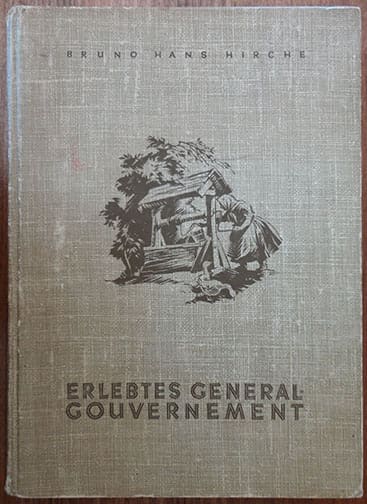 BRUNO HANS HIRCHE
ERLEBTES GENERAL-
GOUVERNEMENT